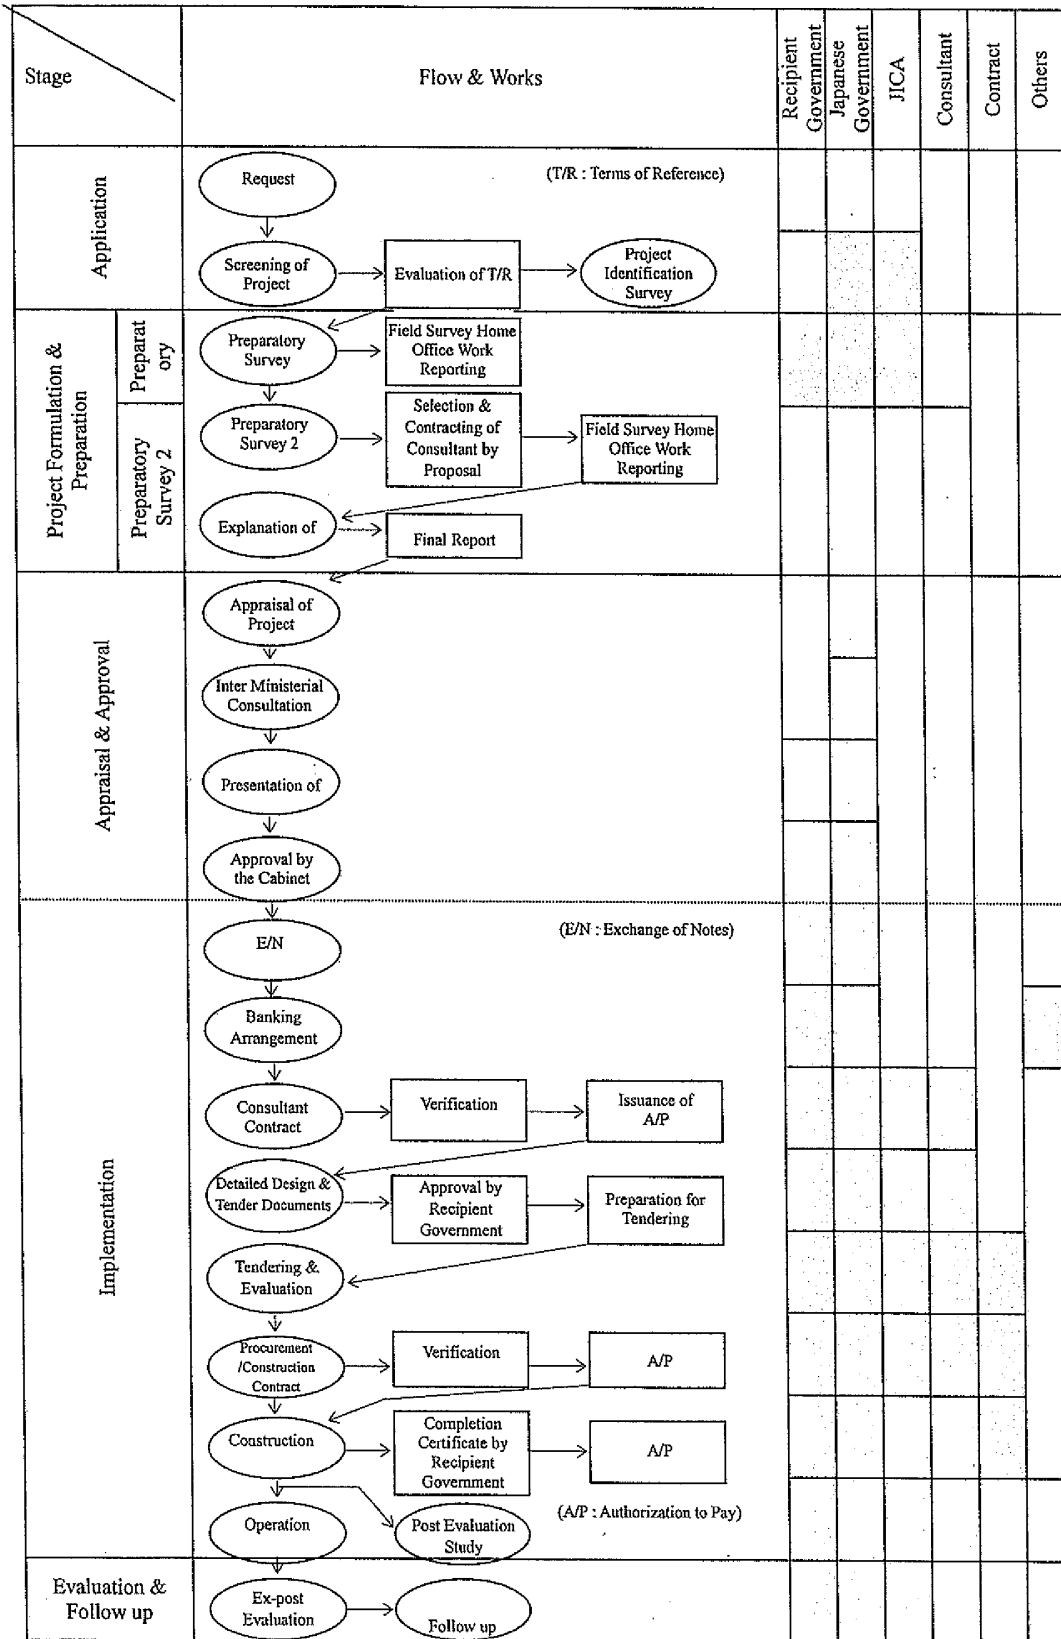 Stage
Flow & Works
Recipient
Government
Japanese
Government
JICA
Consultant
Contract
Others
Application
Request
(T/R : Terms of Reference)
Screening of
Project
Evaluation of T/R
Project
Identification
Survey
Project Formulation &
Preparation
Preparat
ory
Preparatory
Survey
Field Survey Home
Office Work
Reporting
Preparatory
Survey 2
Preparatory
Survey 2
Selection &
Contracting of
Consultant by
Proposal
Field Survey Home
Office Work
Reporting
Explanation of
Final Report
Appraisal & Approval
Appraisal of
Project
Inter Ministerial
Consultation
Presentation of
Approval by
the Cabinet
Implementation
E/N
(E/N : Exchange of Notes)
Banking
Arrangement
Consultant
Contract
Verification
Issuance of
A/P
Detailed Design &
Tender Documents
Approval by
Recipient
Government
Preparation for
Tendering
Tendering &
Evaluation
Procurement
/Construction
Contract
Verification
A/P
Construction
Completion
Certificate by
Recipient
Government
A/P
(A/P : Authorization to Pay)
Operation
Post Evaluation
Study
Evaluation &
Follow up
Ex-post
Evaluation
Follow up